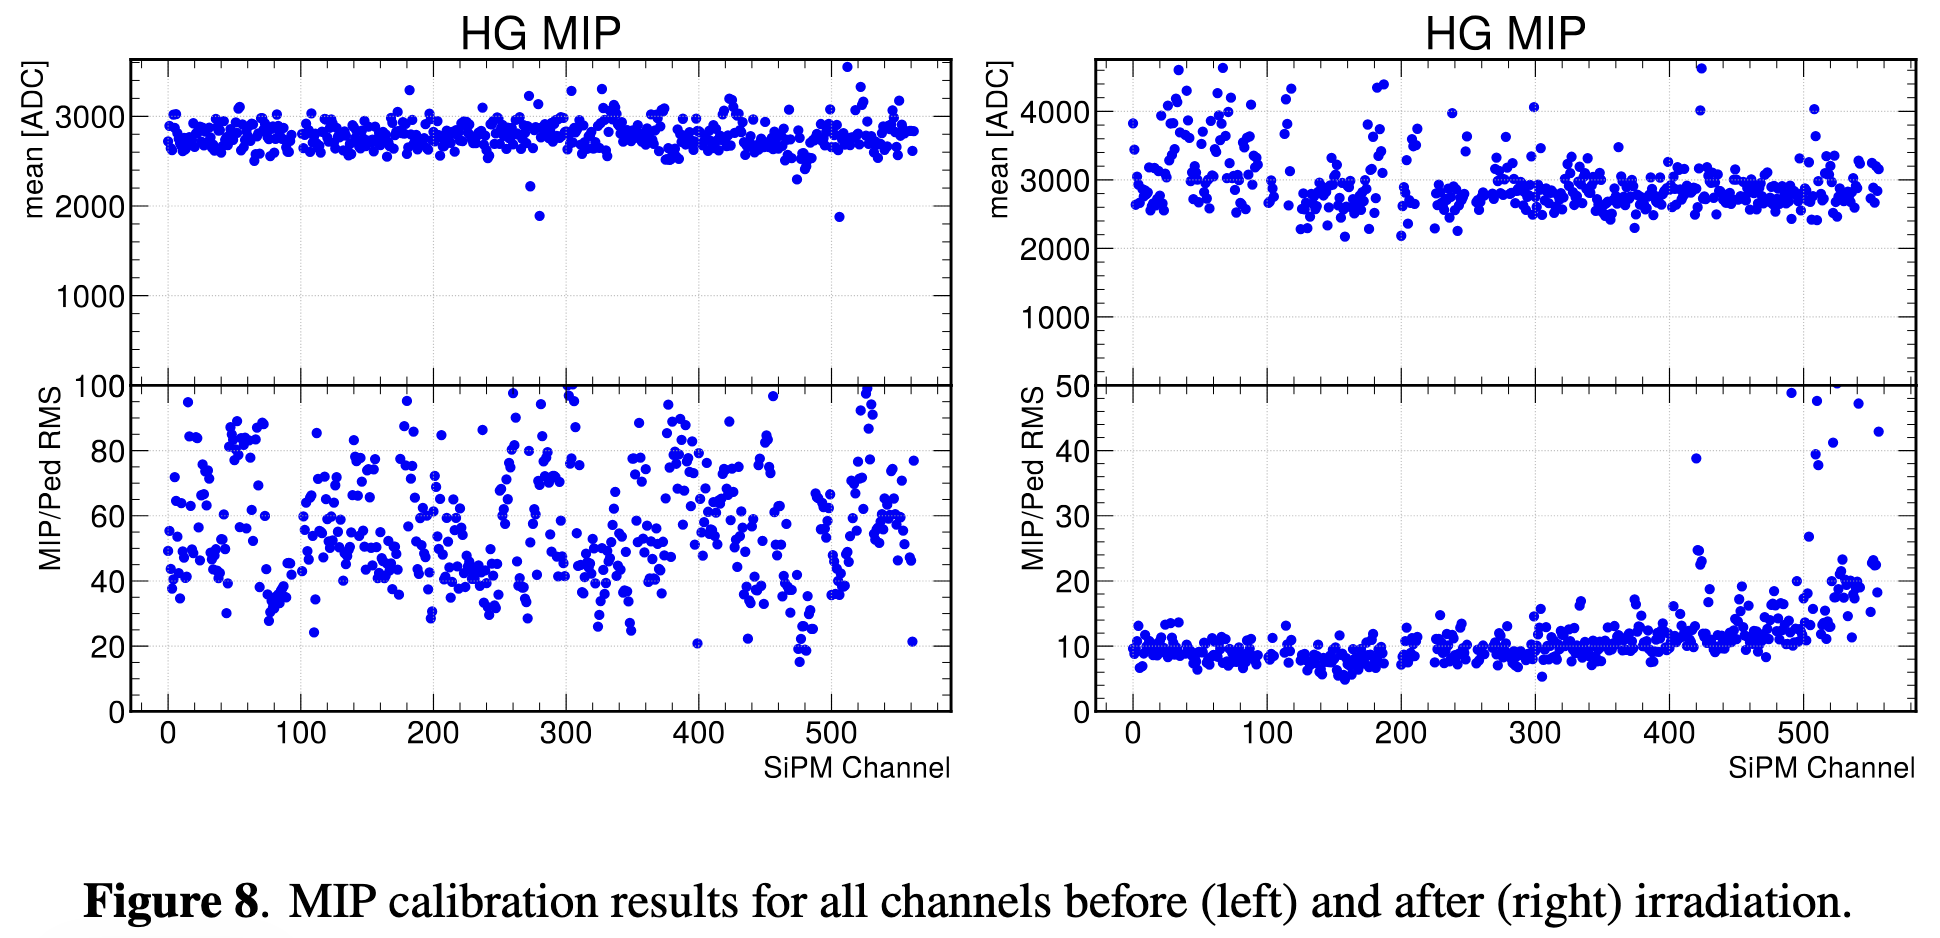 HG MIP
mean [ADC]
3000
2000
1000
MIP/Ped RMS
100
80
60
40
20
0
0 100 200 300 400 500
SiPM Channel
HG MIP
mean [ADC]
4000
3000
2000
1000
MIP/Ped RMS
50
40
30
20
10
0
0 100 200 300 400 500
SiPM Channel
Figure 8. MIP calibration results for all channels before (left) and after (right) irradiation.